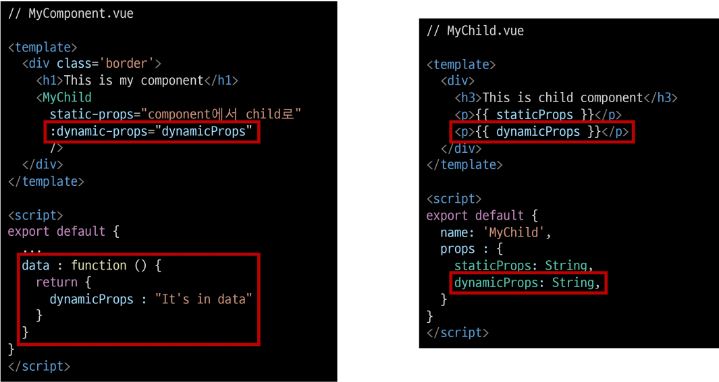 // MyComponent.vue
<template>
  <div class='border'>
    <h1>This is my component</h1>
    <MyChild
      static-props="component에서 child로"
      :dynamic-props="dynamicProps"
      />
  </div>
</template>
<script>
export default {
  ...
  data : function () {
    return {
      dynamicProps : "It's in data"
    }
  }
}
</script>
// MyChild.vue
<template>
  <div>
    <h3>This is child component</h3>
    <p>{{ staticProps }}</p>
    <p>{{ dynamicProps }}</p>
  </div>
</template>
<script>
export default {
  name: 'MyChild',
  props : {
    staticProps: String,
    dynamicProps: String,
  }
}
</script>